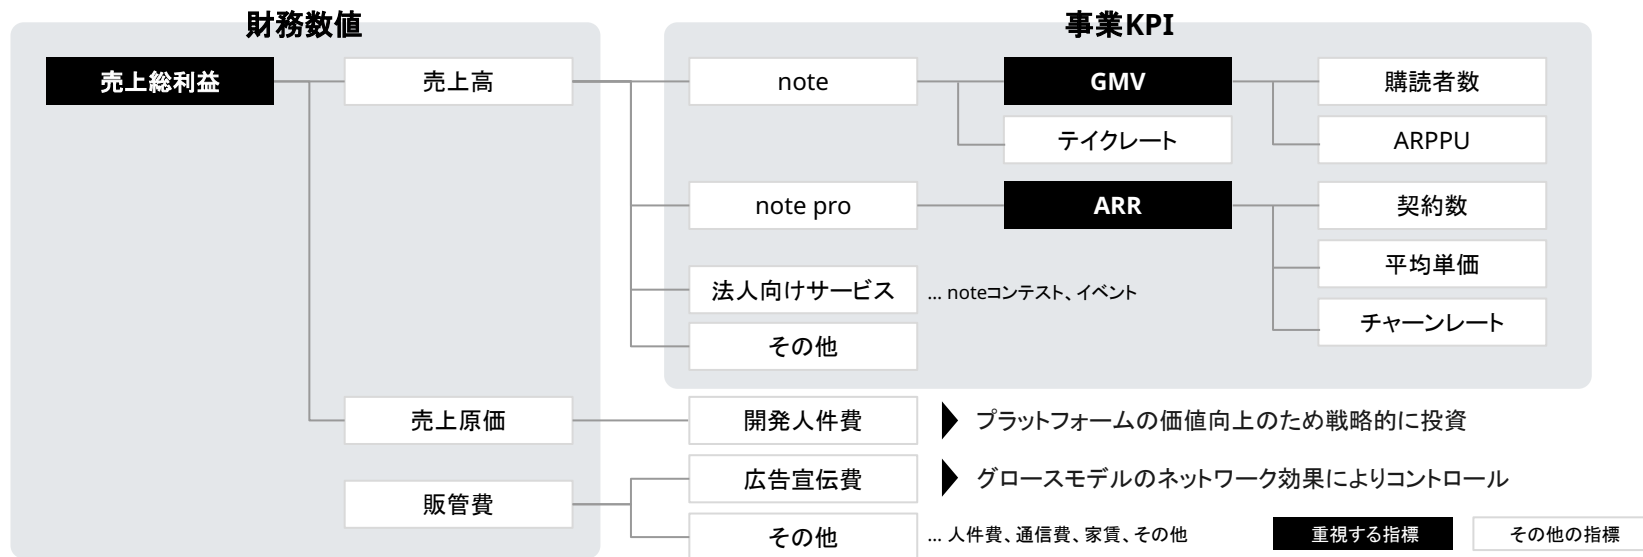 財務数値
事業KPI
売上総利益
売上高
note
GMV
購読者数
テイクレート
ARPPU
note pro
ARR
契約数
平均単価
法人向けサービス
... noteコンテスト、イベント
チャーンレート
その他
売上原価
開発人件費
プラットフォームの価値向上のため戦略的に投資
広告宣伝費
グロースモデルのネットワーク効果によりコントロール
販管費
その他
... 人件費、通信費、家賃、その他
重視する指標
その他の指標